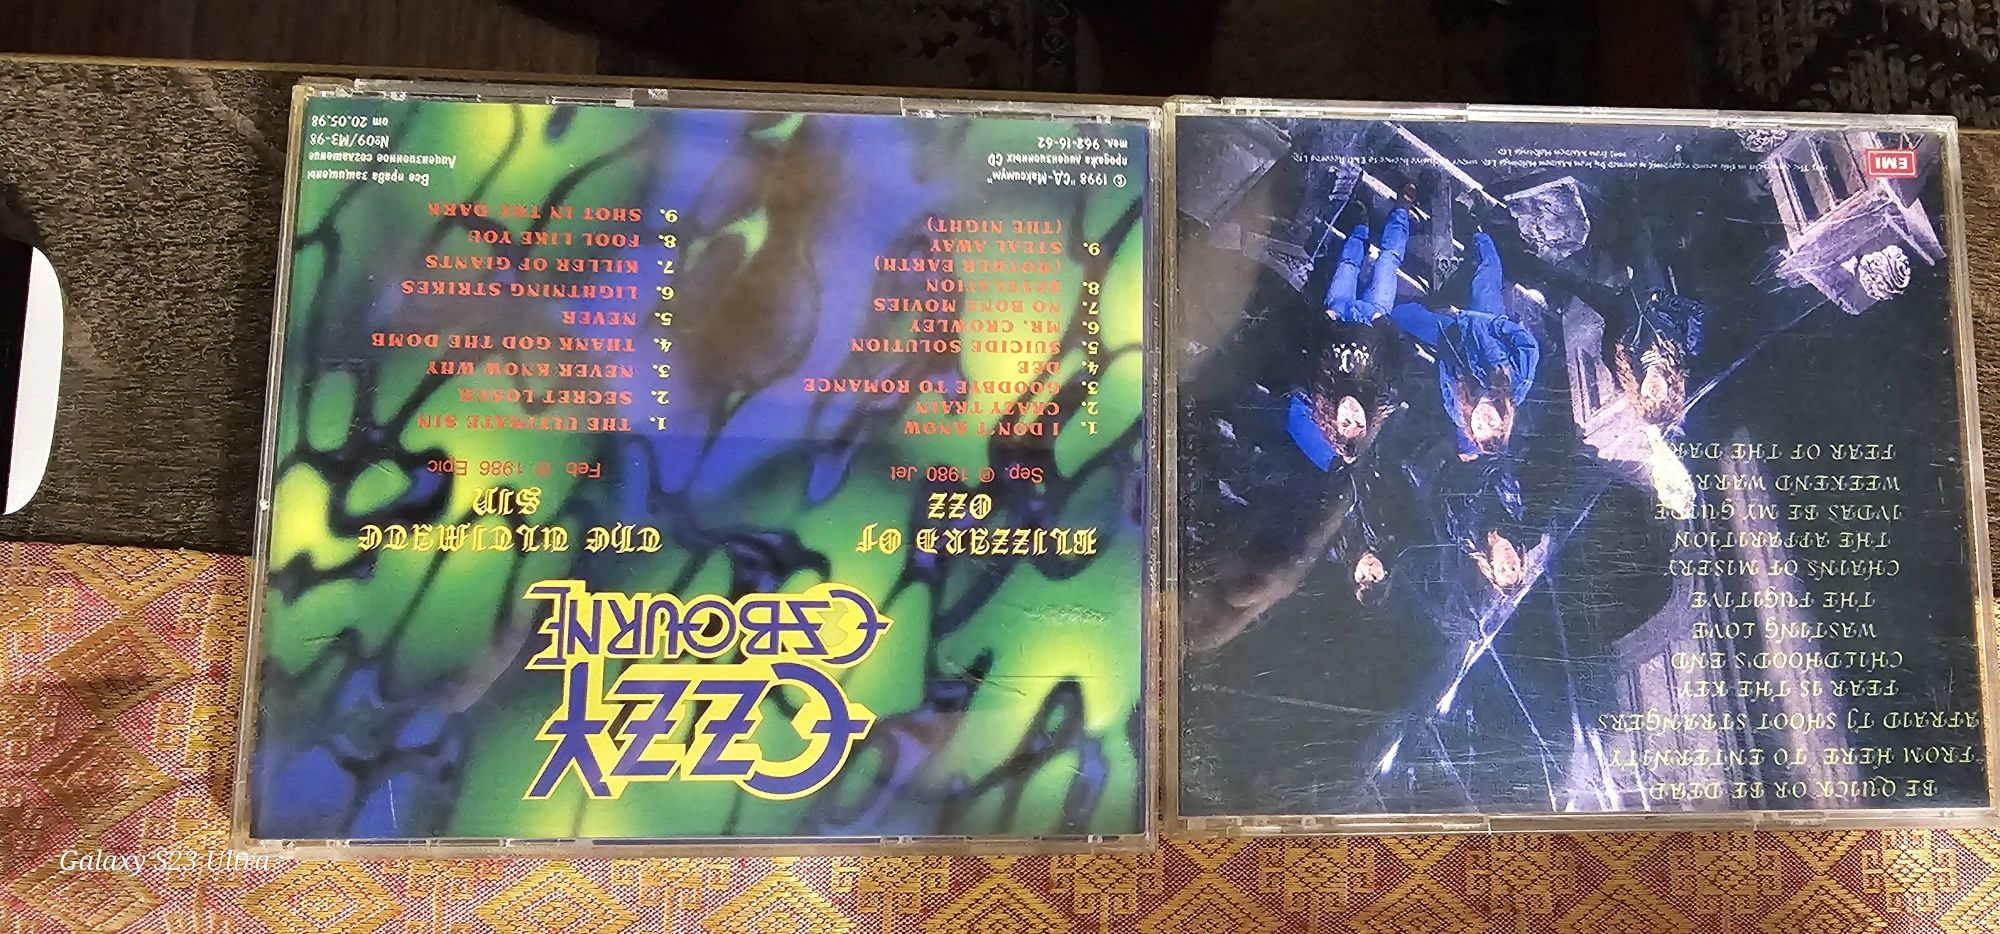 OZZY
OSBOURNE
BLIZZARD OF
OZZ
Sep. ℗ 1980 Jet
1. I DON'T KNOW
2. CRAZY TRAIN
3. GOODBYE TO ROMANCE
4. DEE
5. SUICIDE SOLUTION
6. MR. CROWLEY
7. NO BONE MOVIES
8. REVELATION
(MOTHER EARTH)
9. STEAL AWAY
(THE NIGHT)
© 1998 "СД-Максимум"
продажа лицензионных CD
тел. 968-16-62
THE ULTIMATE
SIN
Feb ℗ 1986 Epic
1. THE ULTIMATE SIN
2. SECRET LOSER
3. NEVER KNOW WHY
4. THANK GOD THE BOMB
5. NEVER
6. LIGHTNING STRIKES
7. KILLER OF GIANTS
8. FOOL LIKE YOU
9. SHOT IN THE DARK
Все права защищены
Лицензионное соглашение
№09/МЗ-98
от 20.05.98
BE QUICK OR BE DEAD
FROM HERE TO ENTERNITY
AFRAID TO SHOOT STRANGERS
FEAR IS THE KEY
CHILDHOOD'S END
WASTING LOVE
THE FUGITIVE
CHAINS OF MISERY
THE APPARITION
JUDAS BE MY GUIDE
WEEKEND WARRIOR
FEAR OF THE DARK
EMI
Galaxy S23 Ultra